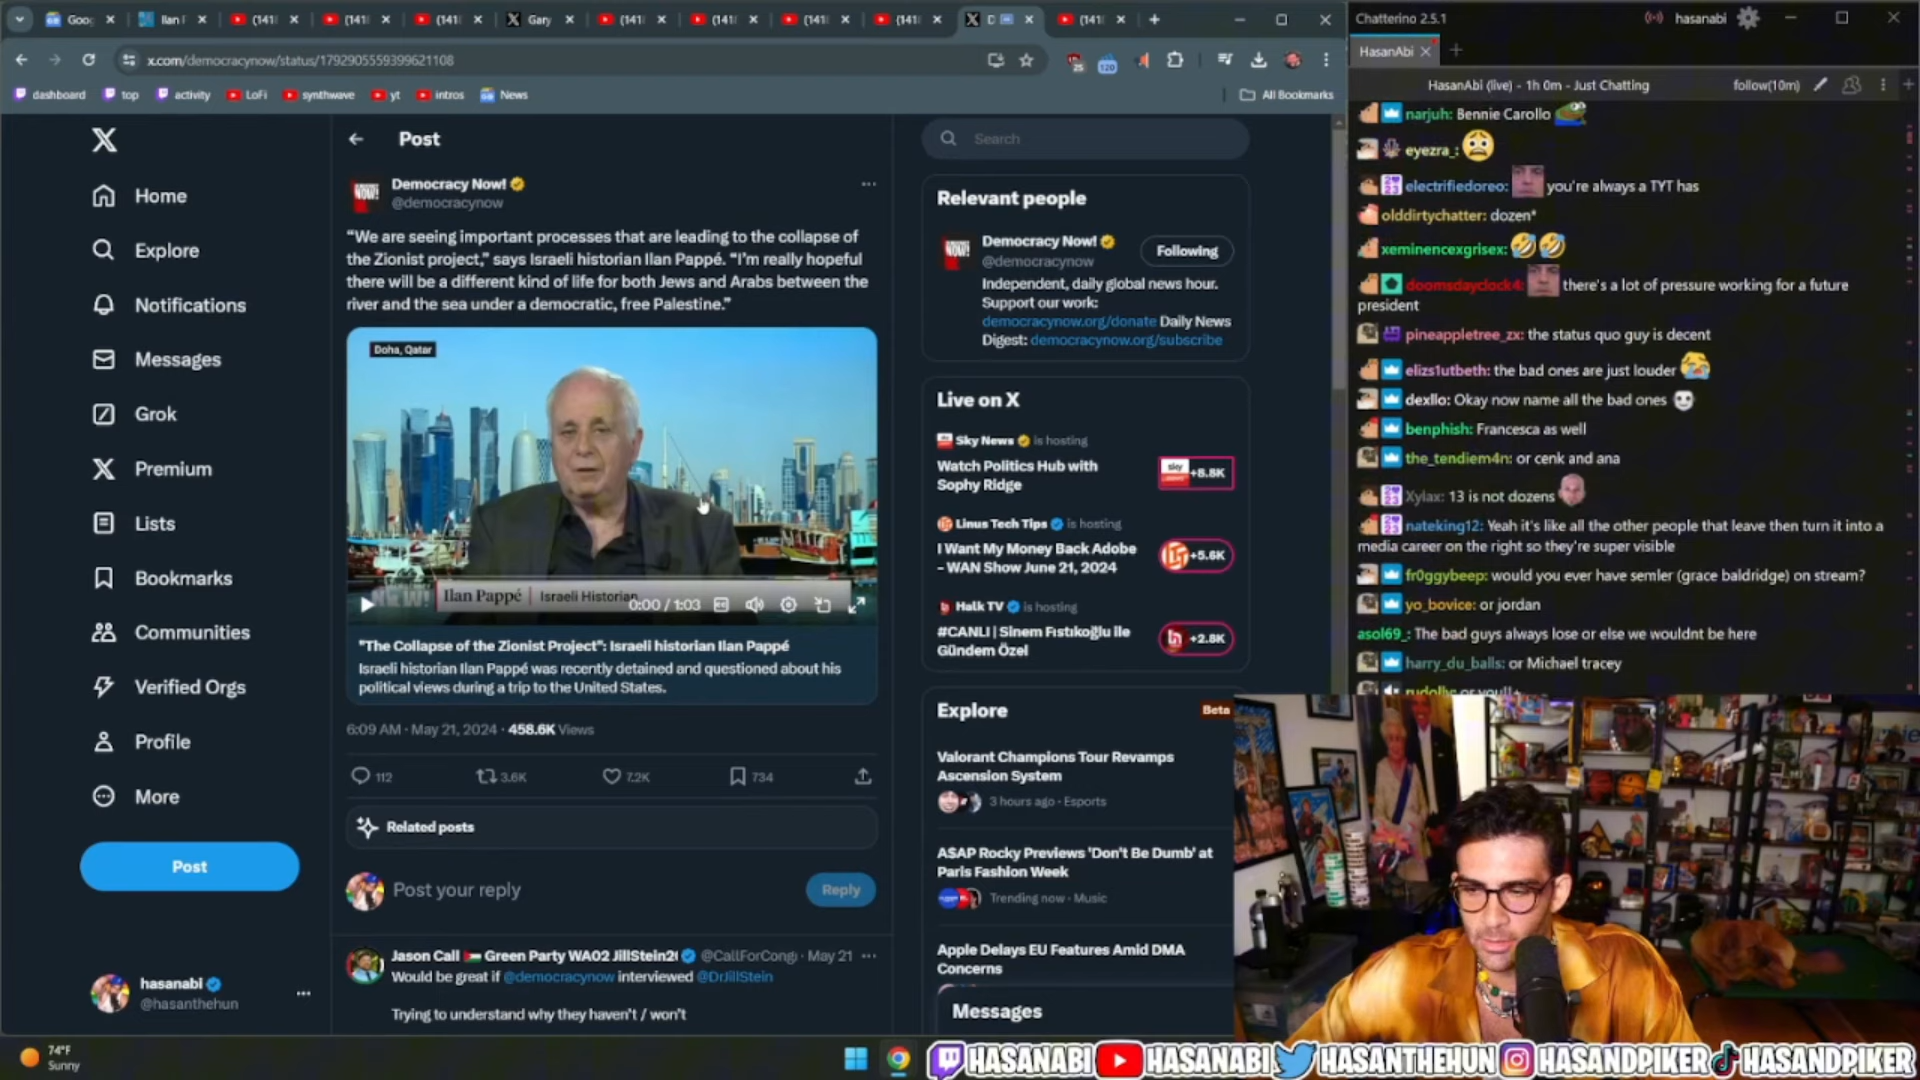 Goog
Ilan P
(141
(141
(141
Gary
(141
(141
(141
(141
D
(141
x.com/democracynow/status/1792905559399621108
dashboard
top
activity
LoFi
synthwave
yt
intros
News
All Bookmarks
Home
Explore
Notifications
Messages
Grok
Premium
Lists
Bookmarks
Communities
Verified Orgs
Profile
More
Post
hasanabi
@hasanthehun
Post
Democracy Now!
@democracynow
“We are seeing important processes that are leading to the collapse of
the Zionist project,” says Israeli historian Ilan Pappé. “I’m really hopeful
there will be a different kind of life for both Jews and Arabs between the
river and the sea under a democratic, free Palestine.”
Doha, Qatar
Ilan Pappé | Israeli Historian
0:00 / 1:03
"The Collapse of the Zionist Project": Israeli historian Ilan Pappé
Israeli historian Ilan Pappé was recently detained and questioned about his
political views during a trip to the United States.
6:09 AM · May 21, 2024 · 458.6K Views
112
3.6K
7.2K
734
Related posts
Post your reply
Reply
Jason Call 🇵🇸 Green Party WA02 JillStein2 @CallForCong · May 21
Would be great if @democracynow interviewed @DrJillStein
Trying to understand why they haven't / won't
Search
Relevant people
Democracy Now!
@democracynow
Following
Independent, daily global news hour.
Support our work:
democracynow.org/donate Daily News
Digest: democracynow.org/subscribe
Live on X
Sky News is hosting
Watch Politics Hub with
Sophy Ridge
sky
+8.8K
Linus Tech Tips is hosting
I Want My Money Back Adobe
- WAN Show June 21, 2024
+5.6K
Halk TV is hosting
#CANLI | Sinem Fıstıkoğlu ile
Gündem Özel
+2.8K
Explore
Beta
Valorant Champions Tour Revamps
Ascension System
3 hours ago · Esports
A$AP Rocky Previews 'Don't Be Dumb' at
Paris Fashion Week
Trending now · Music
Apple Delays EU Features Amid DMA
Concerns
Messages
Chatterino 2.5.1
hasanabi
HasanAbi
HasanAbi (live) - 1h 0m - Just Chatting
follow(10m)
narjuh: Bennie Carollo
eyezra_: 😩
electrifiedoreo: you're always a TYT has
olddirtychatter: dozen*
xeminencexgrisex: 🤣🤣
doomsdayclock4: there's a lot of pressure working for a future
president
pineappletree_zx: the status quo guy is decent
elizs1utbeth: the bad ones are just louder
dexllo: Okay now name all the bad ones
benphish: Francesca as well
the_tendiem4n: or cenk and ana
Xylax: 13 is not dozens
nateking12: Yeah it's like all the other people that leave then turn it into a
media career on the right so they're super visible
fr0ggybeep: would you ever have semler (grace baldridge) on stream?
yo_bovice: or jordan
asol69_: The bad guys always lose or else we wouldnt be here
harry_du_balls: or Michael tracey
74°F
Sunny
HASANABI
HASANABI
HASANTHEHUN
HASANDPIKER
HASANDPIKER